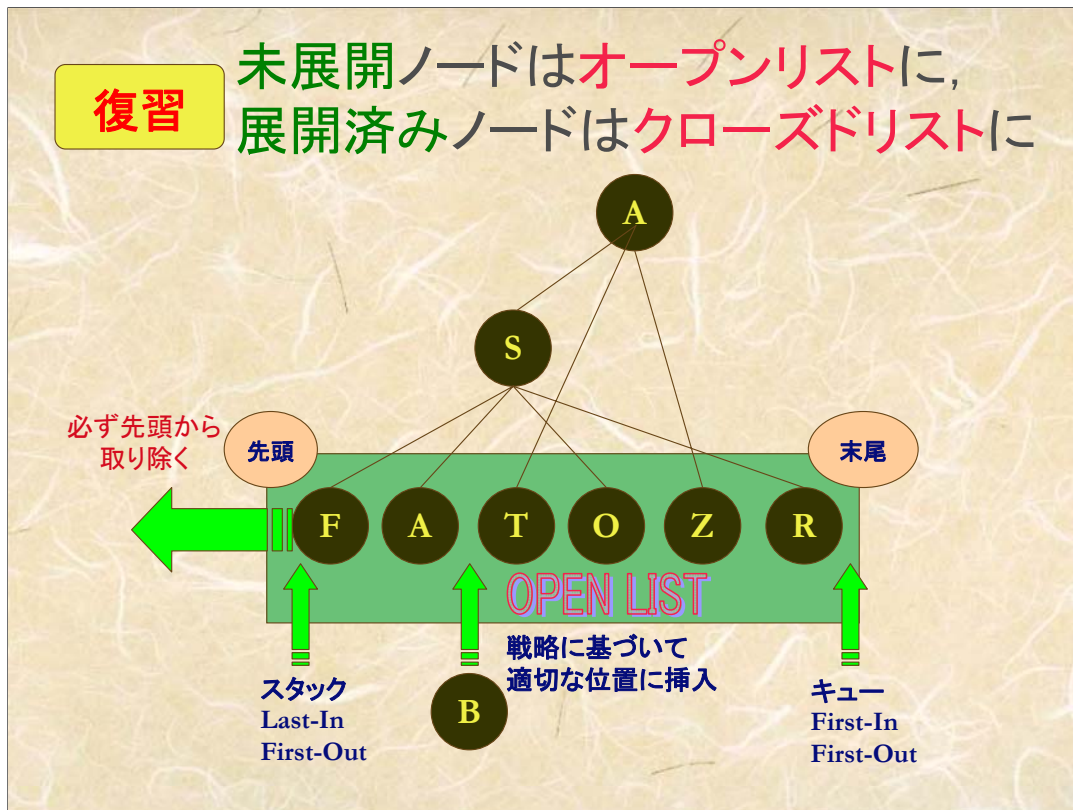 復習
未展開ノードはオープンリストに,
展開済みノードはクローズドリストに
A
S
必ず先頭から
取り除く
先頭
末尾
F A T O Z R
OPEN LIST
戦略に基づいて
適切な位置に挿入
スタック
Last-In
First-Out
B
キュー
First-In
First-Out